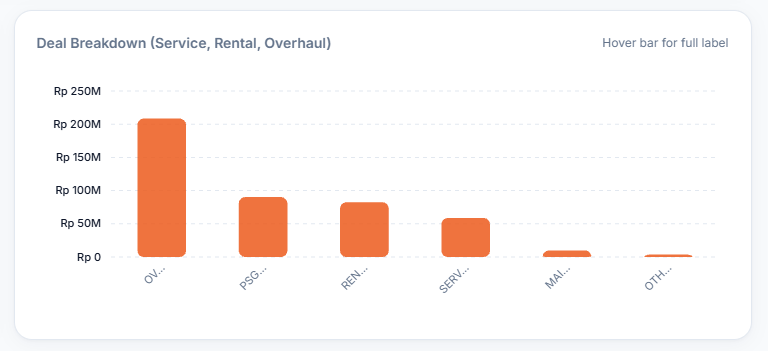 Deal Breakdown (Service, Rental, Overhaul)
Hover bar for full label
Rp 250M
Rp 200M
Rp 150M
Rp 100M
Rp 50M
Rp 0
OV...
PSG...
REN...
SERV...
MAI...
OTH...